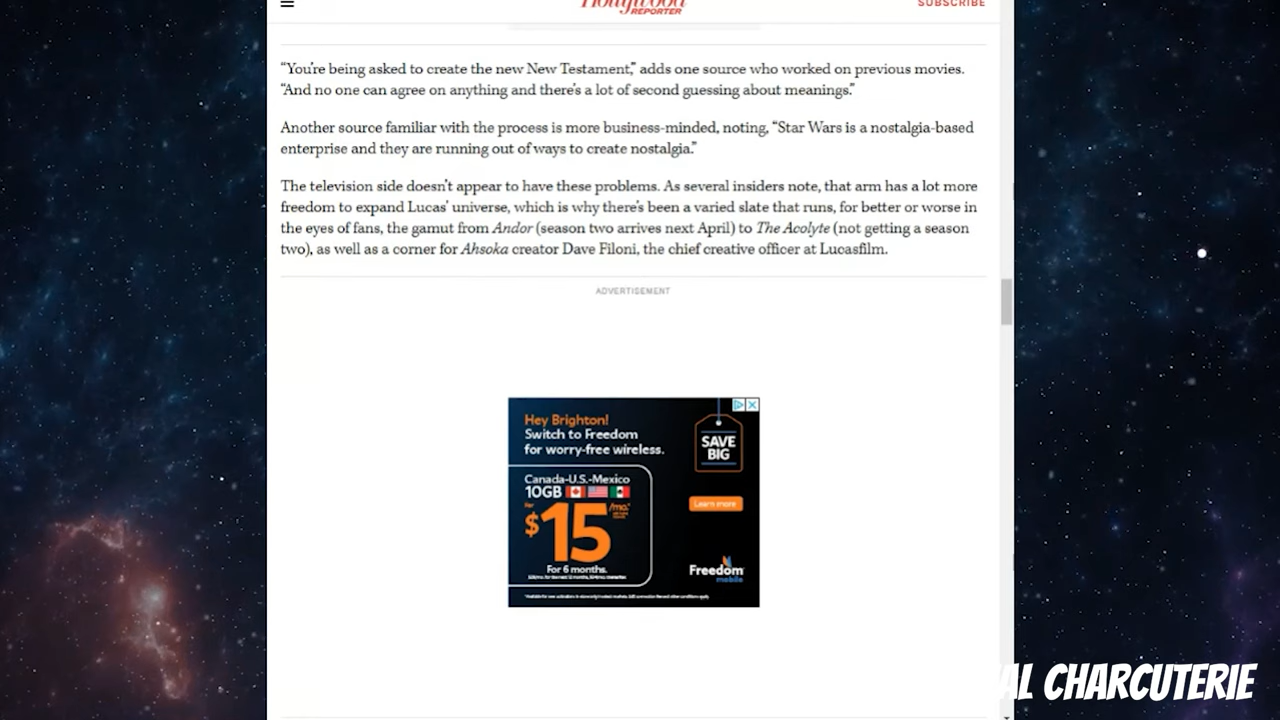 Hollywood
REPORTER
SUBSCRIBE
“You’re being asked to create the new New Testament,” adds one source who worked on previous movies.
“And no one can agree on anything and there’s a lot of second guessing about meanings.”
Another source familiar with the process is more business-minded, noting, “Star Wars is a nostalgia-based
enterprise and they are running out of ways to create nostalgia.”
The television side doesn’t appear to have these problems. As several insiders note, that arm has a lot more
freedom to expand Lucas’ universe, which is why there’s been a varied slate that runs, for better or worse in
the eyes of fans, the gamut from Andor (season two arrives next April) to The Acolyte (not getting a season
two), as well as a corner for Ahsoka creator Dave Filoni, the chief creative officer at Lucasfilm.
ADVERTISEMENT
Hey Brighton!
Switch to Freedom
for worry-free wireless.
SAVE
BIG
Canada-U.S.-Mexico
10GB
$15/mo.
For 6 months.
Learn more
Freedom
mobile
AL CHARCUTERIE